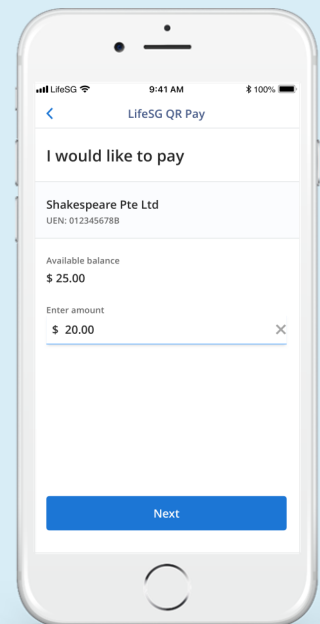 LifeSG 9:41 AM 100%
LifeSG QR Pay
I would like to pay
Shakespeare Pte Ltd
UEN: 012345678B
Available balance
$ 25.00
Enter amount
$ 20.00
Next